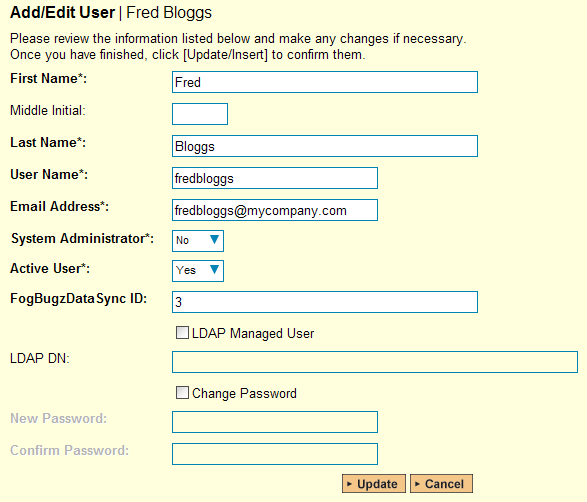 Add/Edit User | Fred Bloggs
Please review the information listed below and make any changes if necessary.
Once you have finished, click [Update/Insert] to confirm them.
First Name*: Fred
Middle Initial:
Last Name*: Bloggs
User Name*: fredbloggs
Email Address*: fredbloggs@mycompany.com
System Administrator*: No
Active User*: Yes
FogBugzDataSync ID: 3
LDAP Managed User
LDAP DN:
Change Password
New Password:
Confirm Password:
Update Cancel